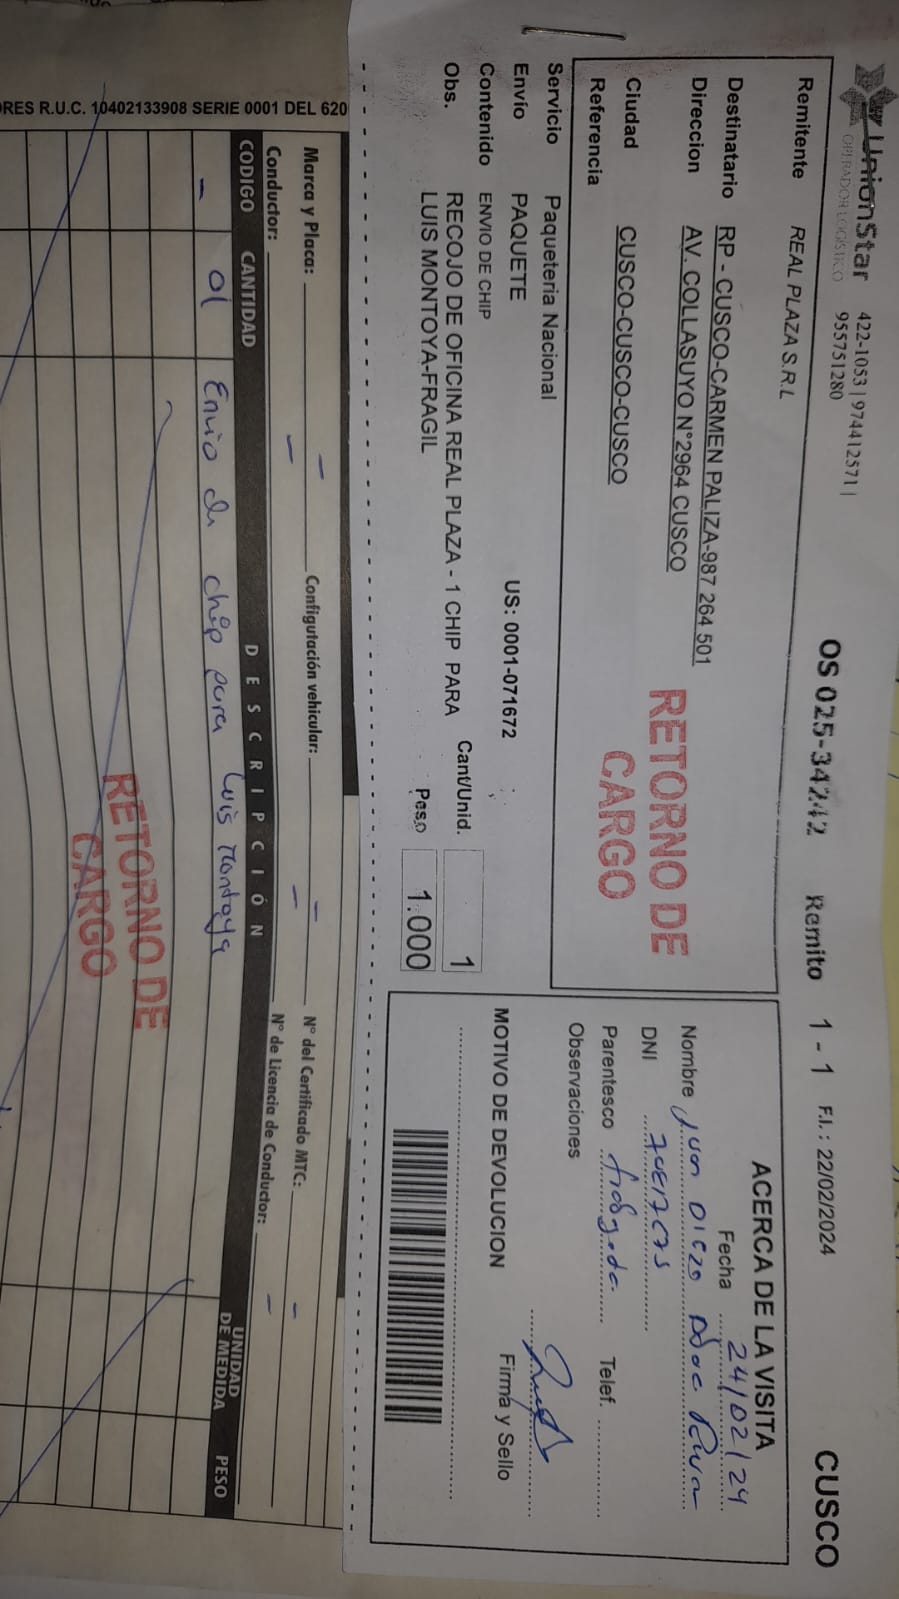 UnionStar
OPERADOR LOGÍSTICO
422-1053 | 974412571 |
955751280
OS 025-34242 Remito 1 - 1 F.I. : 22/02/2024 CUSCO
Remitente REAL PLAZA S.R.L
Destinatario RP - CUSCO-CARMEN PALIZA-987 264 501
Direccion AV. COLLASUYO N°2964 CUSCO
Ciudad CUSCO-CUSCO-CUSCO
Referencia
RETORNO DE
CARGO
Servicio Paqueteria Nacional
Envío PAQUETE US: 0001-071672
Contenido ENVIO DE CHIP
Obs. RECOJO DE OFICINA REAL PLAZA - 1 CHIP PARA
LUIS MONTOYA-FRAGIL
Cant/Unid. 1
Peso 1.000
ACERCA DE LA VISITA
Fecha 24/02/24
Nombre
DNI
Parentesco
Telef.
Observaciones
MOTIVO DE DEVOLUCION
Firma y Sello
RES R.U.C. 10402133908 SERIE 0001 DEL 620
Marca y Placa: — Configutación vehicular: — N° del Certificado MTC: —
Conductor: — N° de Licencia de Conductor: —
CODIGO CANTIDAD DESCRIPCIÓN UNIDAD DE MEDIDA PESO
— 01 Envio de chip para Luis Montoya
RETORNO DE
CARGO